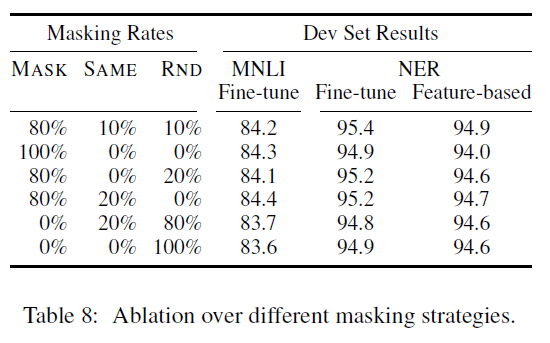 Masking Rates Dev Set Results
MASK SAME RND MNLI NER
Fine-tune Fine-tune Feature-based
80% 10% 10% 84.2 95.4 94.9
100% 0% 0% 84.3 94.9 94.0
80% 0% 20% 84.1 95.2 94.6
80% 20% 0% 84.4 95.2 94.7
0% 20% 80% 83.7 94.8 94.6
0% 0% 100% 83.6 94.9 94.6
Table 8: Ablation over different masking strategies.